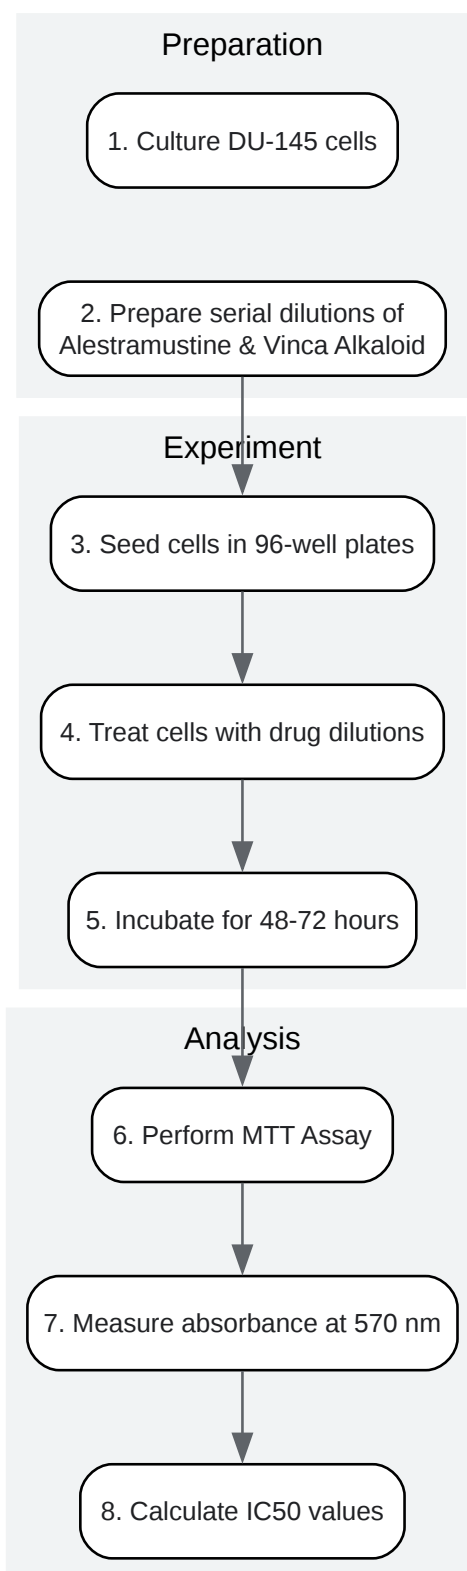 Preparation
1. Culture DU-145 cells
2. Prepare serial dilutions of
Alestramustine & Vinca Alkaloid
Experiment
3. Seed cells in 96-well plates
4. Treat cells with drug dilutions
5. Incubate for 48-72 hours
Analysis
6. Perform MTT Assay
7. Measure absorbance at 570 nm
8. Calculate IC50 values